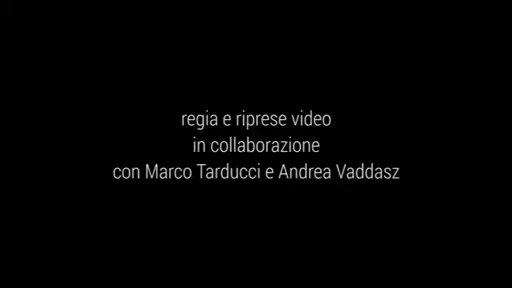 regia e riprese video
in collaborazione
con Marco Tarducci e Andrea Vaddasz